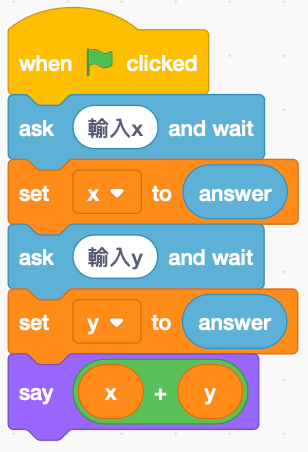 when clicked
ask 輸入x and wait
set x to answer
ask 輸入y and wait
set y to answer
say x + y